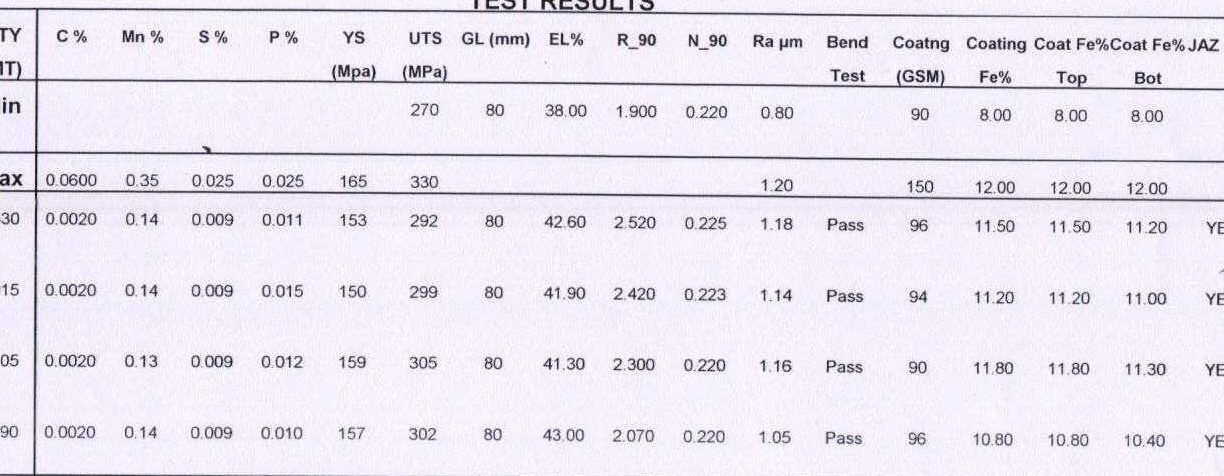 TEST RESULTS
TY C % Mn % S % P % YS UTS GL (mm) EL% R_90 N_90 Ra µm Bend Coatng Coating Coat Fe% Coat Fe% JAZ
(Mpa) (MPa) Test (GSM) Fe% Top Bot
in 270 80 38.00 1.900 0.220 0.80 90 8.00 8.00 8.00
ax 0.0600 0.35 0.025 0.025 165 330 1.20 150 12.00 12.00 12.00
30 0.0020 0.14 0.009 0.011 153 292 80 42.60 2.520 0.225 1.18 Pass 96 11.50 11.50 11.20 YE
15 0.0020 0.14 0.009 0.015 150 299 80 41.90 2.420 0.223 1.14 Pass 94 11.20 11.20 11.00 YE
05 0.0020 0.13 0.009 0.012 159 305 80 41.30 2.300 0.220 1.16 Pass 90 11.80 11.80 11.30 YE
90 0.0020 0.14 0.009 0.010 157 302 80 43.00 2.070 0.220 1.05 Pass 96 10.80 10.80 10.40 YE